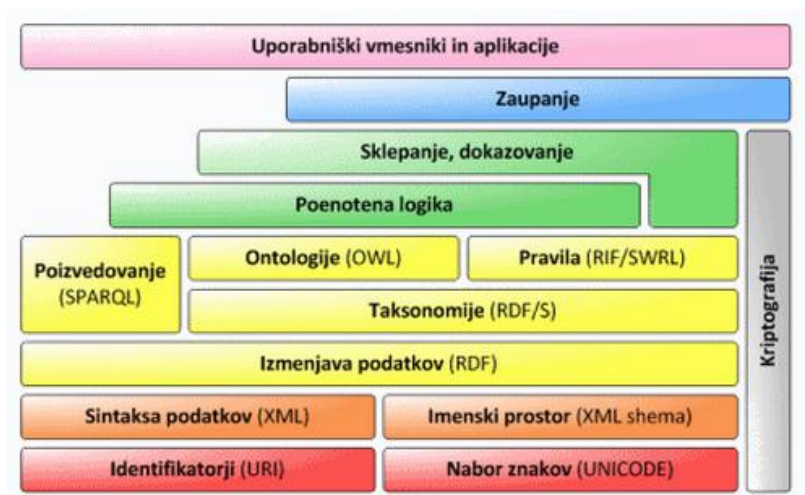 Uporabniški vmesniki in aplikacije
Zaupanje
Sklepanje, dokazovanje
Poenotena logika
Poizvedovanje
(SPARQL)
Ontologije (OWL)
Pravila (RIF/SWRL)
Taksonomije (RDF/S)
Izmenjava podatkov (RDF)
Sintaksa podatkov (XML)
Imenski prostor (XML shema)
Identifikatorji (URI)
Nabor znakov (UNICODE)
Kriptografija